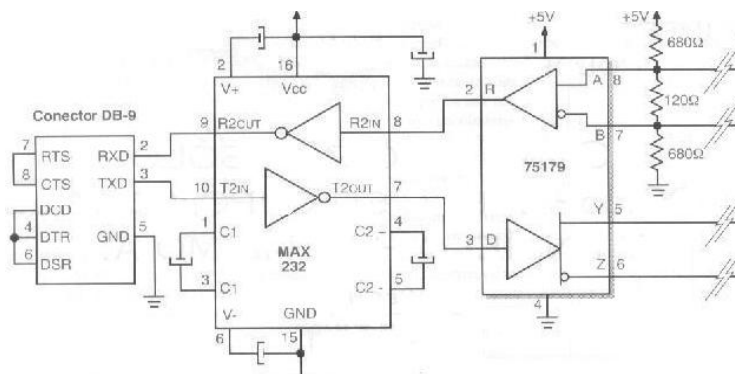 +5V
+5V
680Ω
2
16
V+
Vcc
1
A
8
2
R
120Ω
Conector DB-9
9
R2OUT
R2IN
8
B
7
7
RTS
RXD
2
680Ω
8
CTS
TXD
3
10
T2IN
T2OUT
7
75179
DCD
4
DTR
GND
5
1
C1
4
C2 -
Y
5
6
DSR
MAX
232
3
D
3
C1
C2 -
5
Z
6
V-
GND
4
6
15